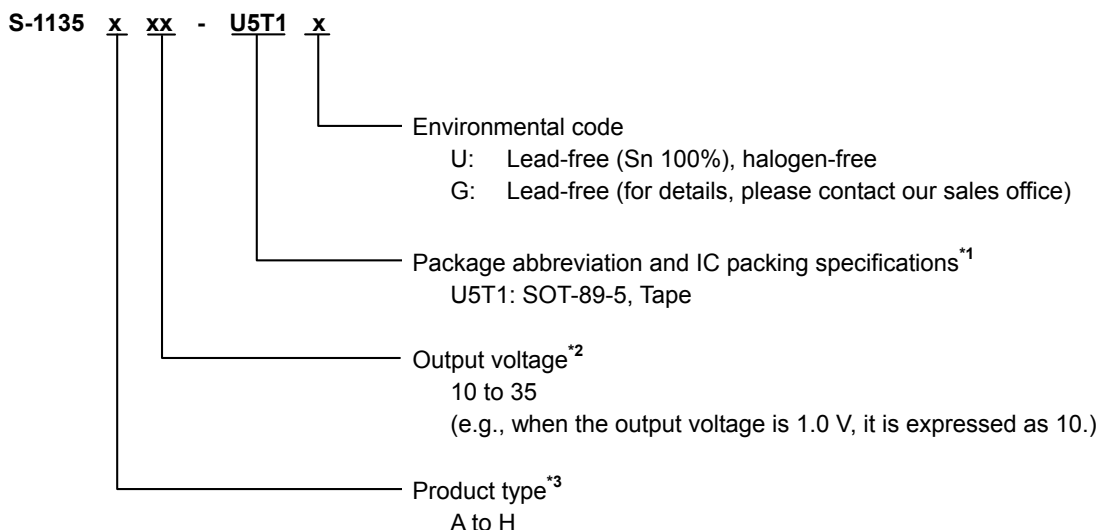 S-1135 x xx - U5T1 x
Environmental code
U: Lead-free (Sn 100%), halogen-free
G: Lead-free (for details, please contact our sales office)
Package abbreviation and IC packing specifications*1
U5T1: SOT-89-5, Tape
Output voltage*2
10 to 35
(e.g., when the output voltage is 1.0 V, it is expressed as 10.)
Product type*3
A to H